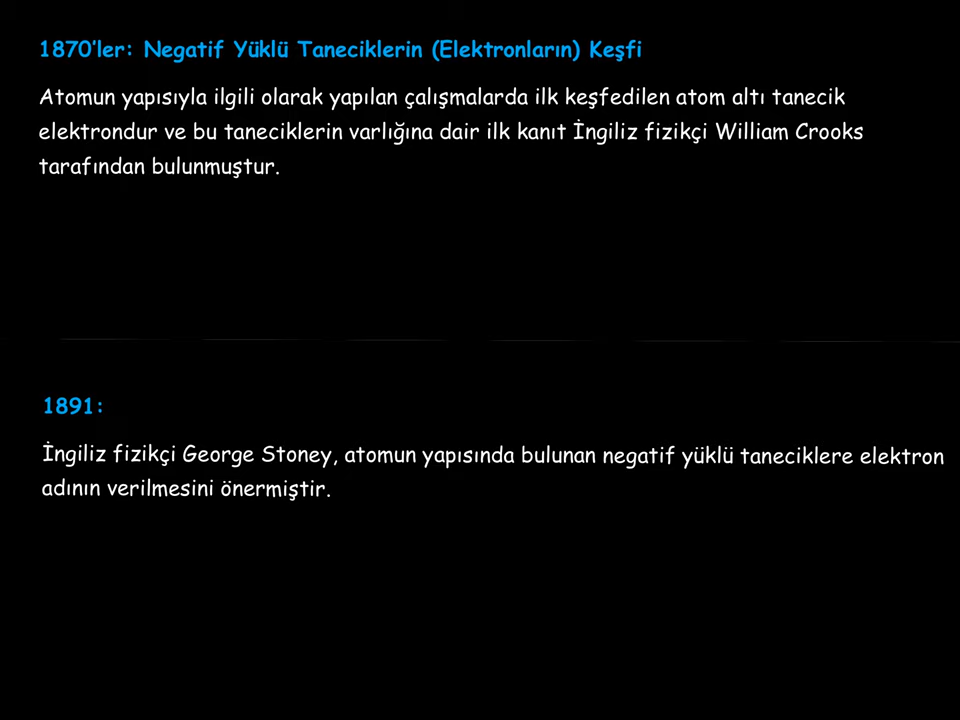 1870’ler: Negatif Yüklü Taneciklerin (Elektronların) Keşfi
Atomun yapısıyla ilgili olarak yapılan çalışmalarda ilk keşfedilen atom altı tanecik
elektrondur ve bu taneciklerin varlığına dair ilk kanıt İngiliz fizikçi William Crooks
tarafından bulunmuştur.
1891:
İngiliz fizikçi George Stoney, atomun yapısında bulunan negatif yüklü taneciklere elektron
adının verilmesini önermiştir.